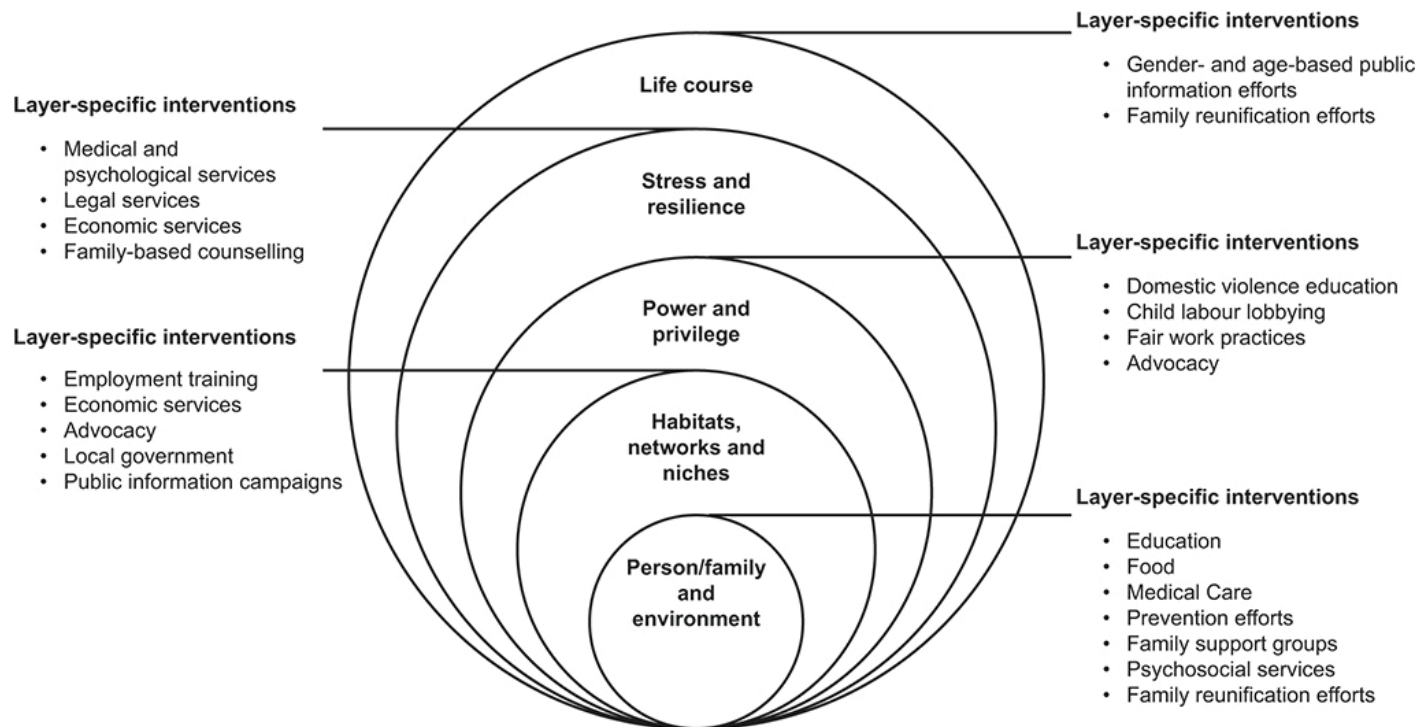 Layer-specific interventions
• Medical and
psychological services
• Legal services
• Economic services
• Family-based counselling
Layer-specific interventions
• Employment training
• Economic services
• Advocacy
• Local government
• Public information campaigns
Life course
Stress and
resilience
Power and
privilege
Habitats,
networks and
niches
Person/family
and
environment
Layer-specific interventions
• Gender- and age-based public
information efforts
• Family reunification efforts
Layer-specific interventions
• Domestic violence education
• Child labour lobbying
• Fair work practices
• Advocacy
Layer-specific interventions
• Education
• Food
• Medical Care
• Prevention efforts
• Family support groups
• Psychosocial services
• Family reunification efforts